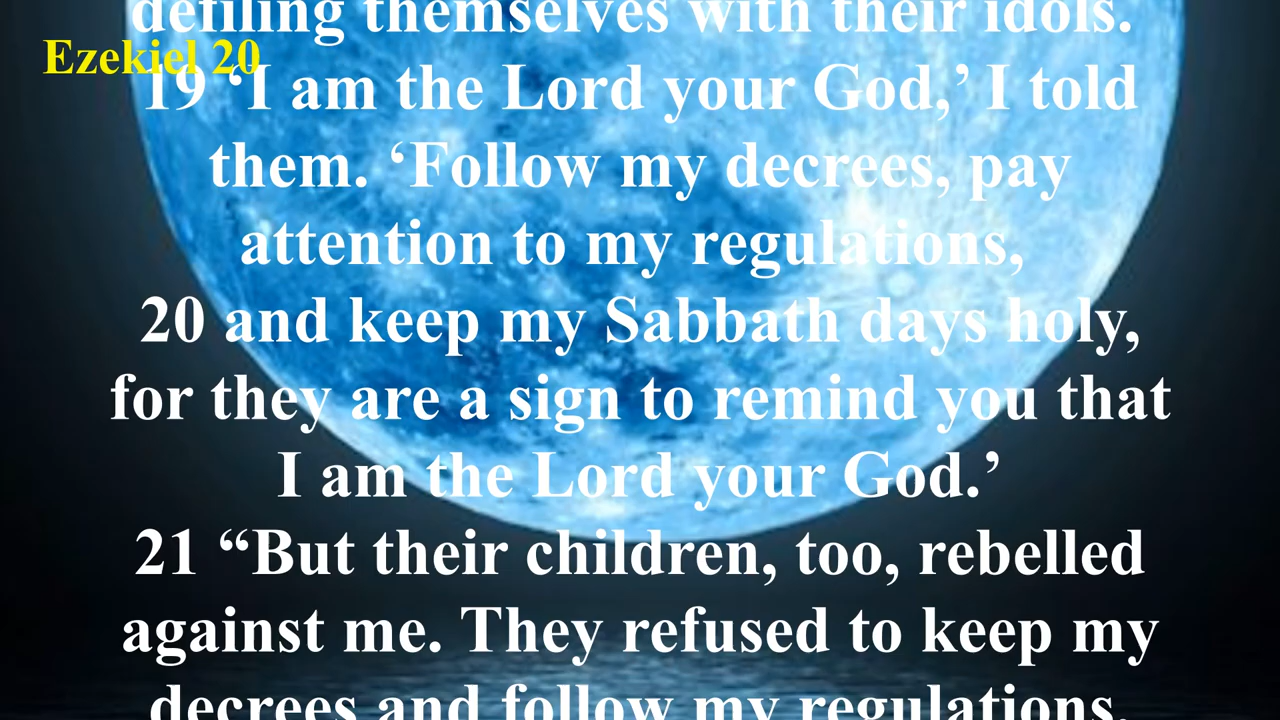 defiling themselves with their idols.
Ezekiel 20
19 ‘I am the Lord your God,’ I told
them. ‘Follow my decrees, pay
attention to my regulations,
20 and keep my Sabbath days holy,
for they are a sign to remind you that
I am the Lord your God.’
21 “But their children, too, rebelled
against me. They refused to keep my
decrees and follow my regulations,